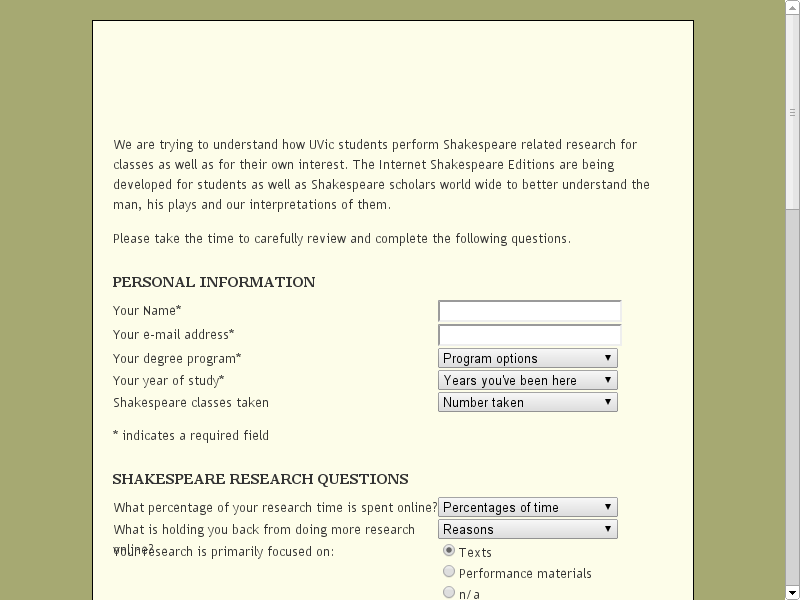 We are trying to understand how UVic students perform Shakespeare related research for
classes as well as for their own interest. The Internet Shakespeare Editions are being
developed for students as well as Shakespeare scholars world wide to better understand the
man, his plays and our interpretations of them.
Please take the time to carefully review and complete the following questions.
PERSONAL INFORMATION
Your Name*
Your e-mail address*
Your degree program* Program options
Your year of study* Years you've been here
Shakespeare classes taken Number taken
* indicates a required field
SHAKESPEARE RESEARCH QUESTIONS
What percentage of your research time is spent online? Percentages of time
What is holding you back from doing more research Reasons
online?
Your research is primarily focused on: Texts
Performance materials
n/a